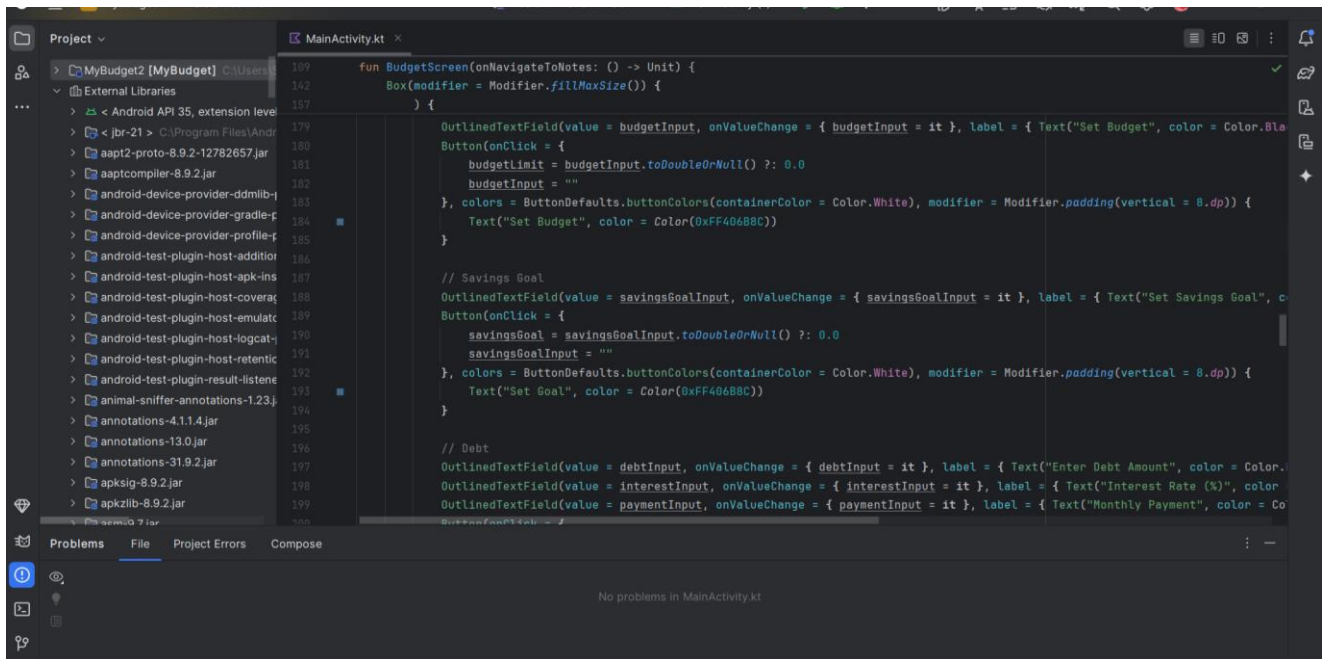 Project
MainActivity.kt
MyBudget2 [MyBudget] C:\Users\
External Libraries
< Android API 35, extension level
< jbr-21 > C:\Program Files\Andr
aapt2-proto-8.9.2-12782657.jar
aaptcompiler-8.9.2.jar
android-device-provider-ddmlib-
android-device-provider-gradle-p
android-device-provider-profile-p
android-test-plugin-host-addition
android-test-plugin-host-apk-ins
android-test-plugin-host-coverag
android-test-plugin-host-emulato
android-test-plugin-host-logcat-
android-test-plugin-host-retentic
android-test-plugin-result-listene
animal-sniffer-annotations-1.23.j
annotations-4.1.1.4.jar
annotations-13.0.jar
annotations-31.9.2.jar
apksig-8.9.2.jar
apkzlib-8.9.2.jar
asm-9.7.jar
109 fun BudgetScreen(onNavigateToNotes: () -> Unit) {
142 Box(modifier = Modifier.fillMaxSize()) {
157 ) {
179 OutlinedTextField(value = budgetInput, onValueChange = { budgetInput = it }, label = { Text("Set Budget", color = Color.Bla
180 Button(onClick = {
181 budgetLimit = budgetInput.toDoubleOrNull() ?: 0.0
182 budgetInput = ""
183 }, colors = ButtonDefaults.buttonColors(containerColor = Color.White), modifier = Modifier.padding(vertical = 8.dp)) {
184 Text("Set Budget", color = Color(0xFF406B8C))
185 }
186
187 // Savings Goal
188 OutlinedTextField(value = savingsGoalInput, onValueChange = { savingsGoalInput = it }, label = { Text("Set Savings Goal", c
189 Button(onClick = {
190 savingsGoal = savingsGoalInput.toDoubleOrNull() ?: 0.0
191 savingsGoalInput = ""
192 }, colors = ButtonDefaults.buttonColors(containerColor = Color.White), modifier = Modifier.padding(vertical = 8.dp)) {
193 Text("Set Goal", color = Color(0xFF406B8C))
194 }
195
196 // Debt
197 OutlinedTextField(value = debtInput, onValueChange = { debtInput = it }, label = { Text("Enter Debt Amount", color = Color.
198 OutlinedTextField(value = interestInput, onValueChange = { interestInput = it }, label = { Text("Interest Rate (%)", color
199 OutlinedTextField(value = paymentInput, onValueChange = { paymentInput = it }, label = { Text("Monthly Payment", color = Co
200 Button(onClick = {
Problems File Project Errors Compose
No problems in MainActivity.kt